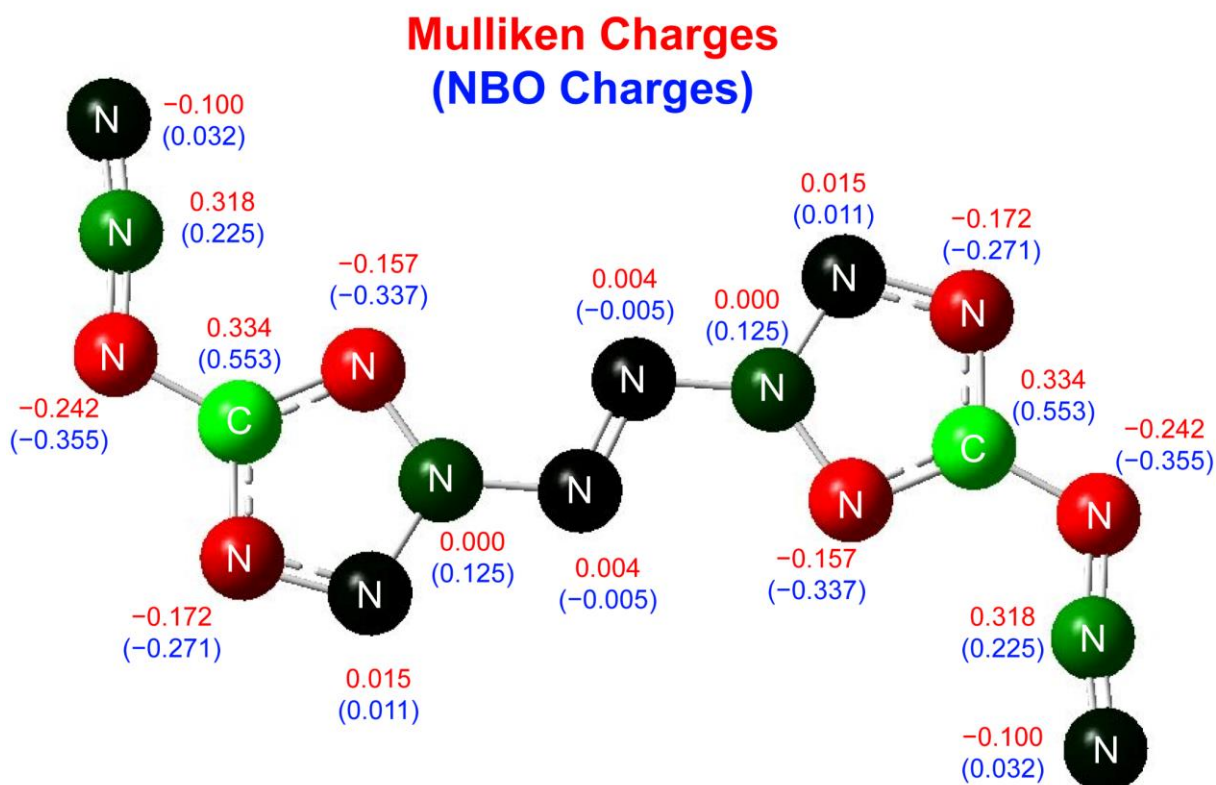 Mulliken Charges
(NBO Charges)
N
−0.100
(0.032)
N
0.318
(0.225)
N
−0.242
(−0.355)
0.334
(0.553)
C
−0.157
(−0.337)
N
N
−0.172
(−0.271)
N
0.015
(0.011)
N
0.000
(0.125)
N
0.004
(−0.005)
0.004
(−0.005)
N
0.000
(0.125)
N
0.015
(0.011)
N
−0.172
(−0.271)
N
0.334
(0.553)
C
N
−0.157
(−0.337)
−0.242
(−0.355)
N
0.318
(0.225)
N
−0.100
(0.032)
N